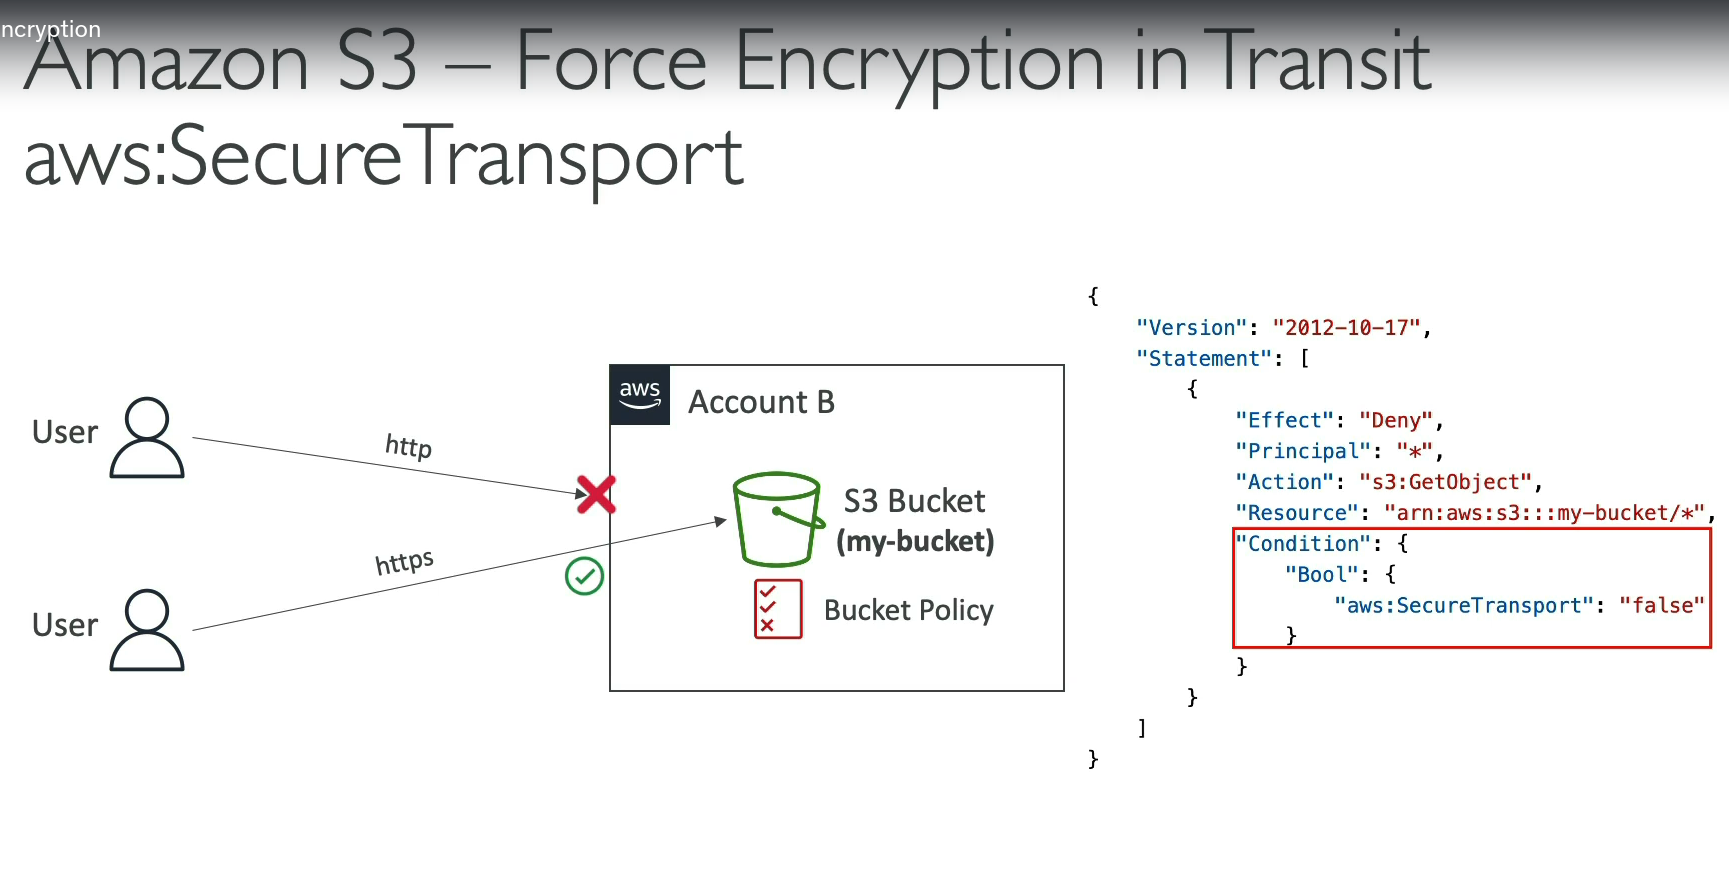 ncryption
Amazon S3 – Force Encryption in Transit
aws:SecureTransport
User
http
https
User
aws
Account B
S3 Bucket
(my-bucket)
Bucket Policy
{
"Version": "2012-10-17",
"Statement": [
{
"Effect": "Deny",
"Principal": "*",
"Action": "s3:GetObject",
"Resource": "arn:aws:s3:::my-bucket/*",
"Condition": {
"Bool": {
"aws:SecureTransport": "false"
}
}
}
]
}